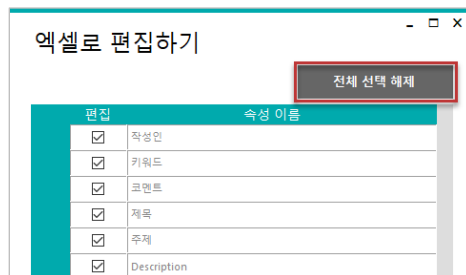 엑셀로 편집하기
전체 선택 해제
편집 속성 이름
작성인
키워드
코멘트
제목
주제
Description